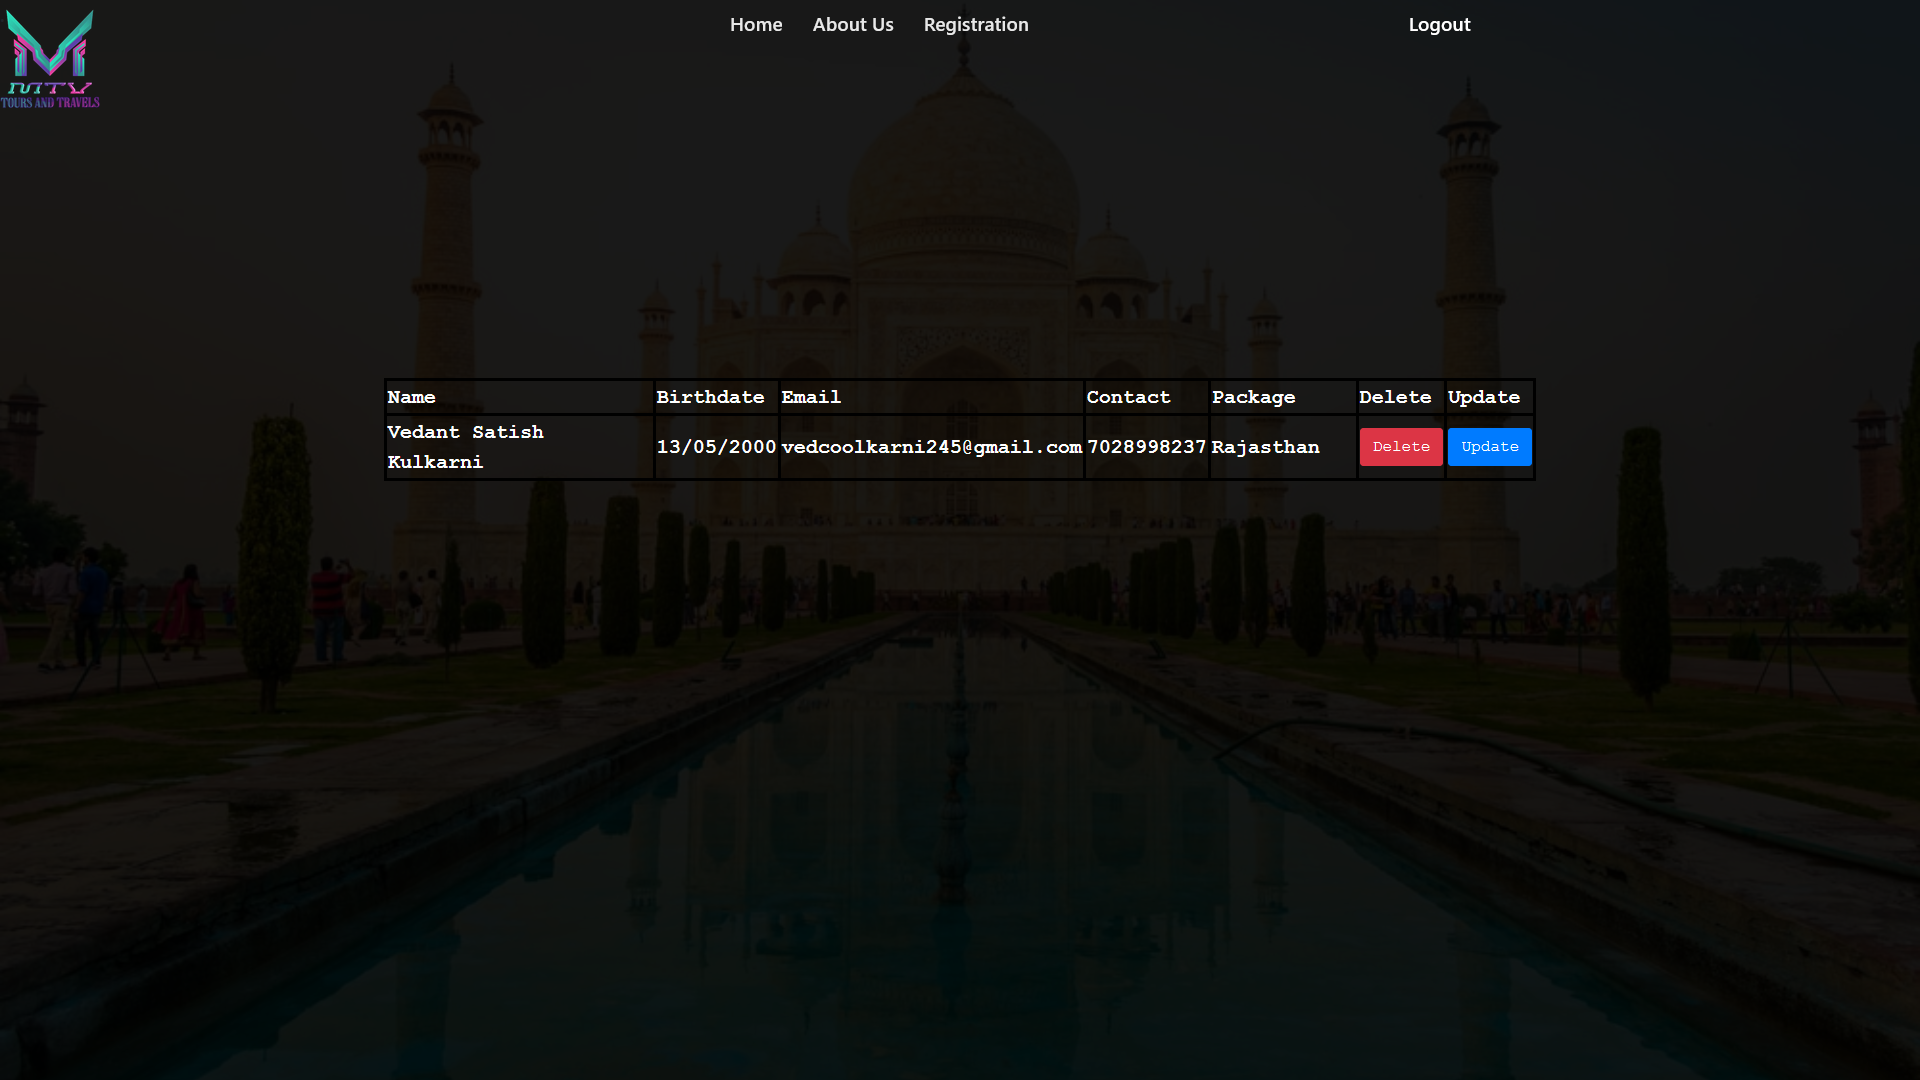 Home About Us Registration Logout
MTV
TOURS AND TRAVELS
Name Birthdate Email Contact Package Delete Update
Vedant Satish
Kulkarni 13/05/2000 vedcoolkarni245@gmail.com 7028998237 Rajasthan Delete Update